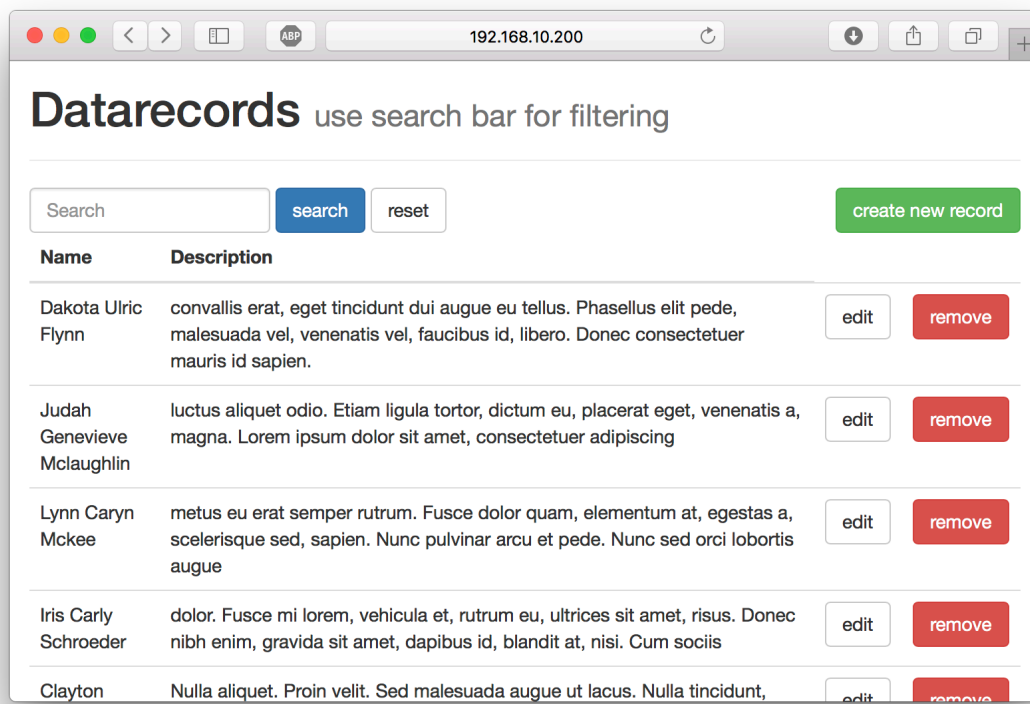 ABP
192.168.10.200
Datarecords use search bar for filtering
Search search reset create new record
Name Description
Dakota Ulric Flynn
convallis erat, eget tincidunt dui augue eu tellus. Phasellus elit pede,
malesuada vel, venenatis vel, faucibus id, libero. Donec consectetuer
mauris id sapien.
edit remove
Judah Genevieve Mclaughlin
luctus aliquet odio. Etiam ligula tortor, dictum eu, placerat eget, venenatis a,
magna. Lorem ipsum dolor sit amet, consectetuer adipiscing
edit remove
Lynn Caryn Mckee
metus eu erat semper rutrum. Fusce dolor quam, elementum at, egestas a,
scelerisque sed, sapien. Nunc pulvinar arcu et pede. Nunc sed orci lobortis
augue
edit remove
Iris Carly Schroeder
dolor. Fusce mi lorem, vehicula et, rutrum eu, ultrices sit amet, risus. Donec
nibh enim, gravida sit amet, dapibus id, blandit at, nisi. Cum sociis
edit remove
Clayton
Nulla aliquet. Proin velit. Sed malesuada augue ut lacus. Nulla tincidunt,
edit remove